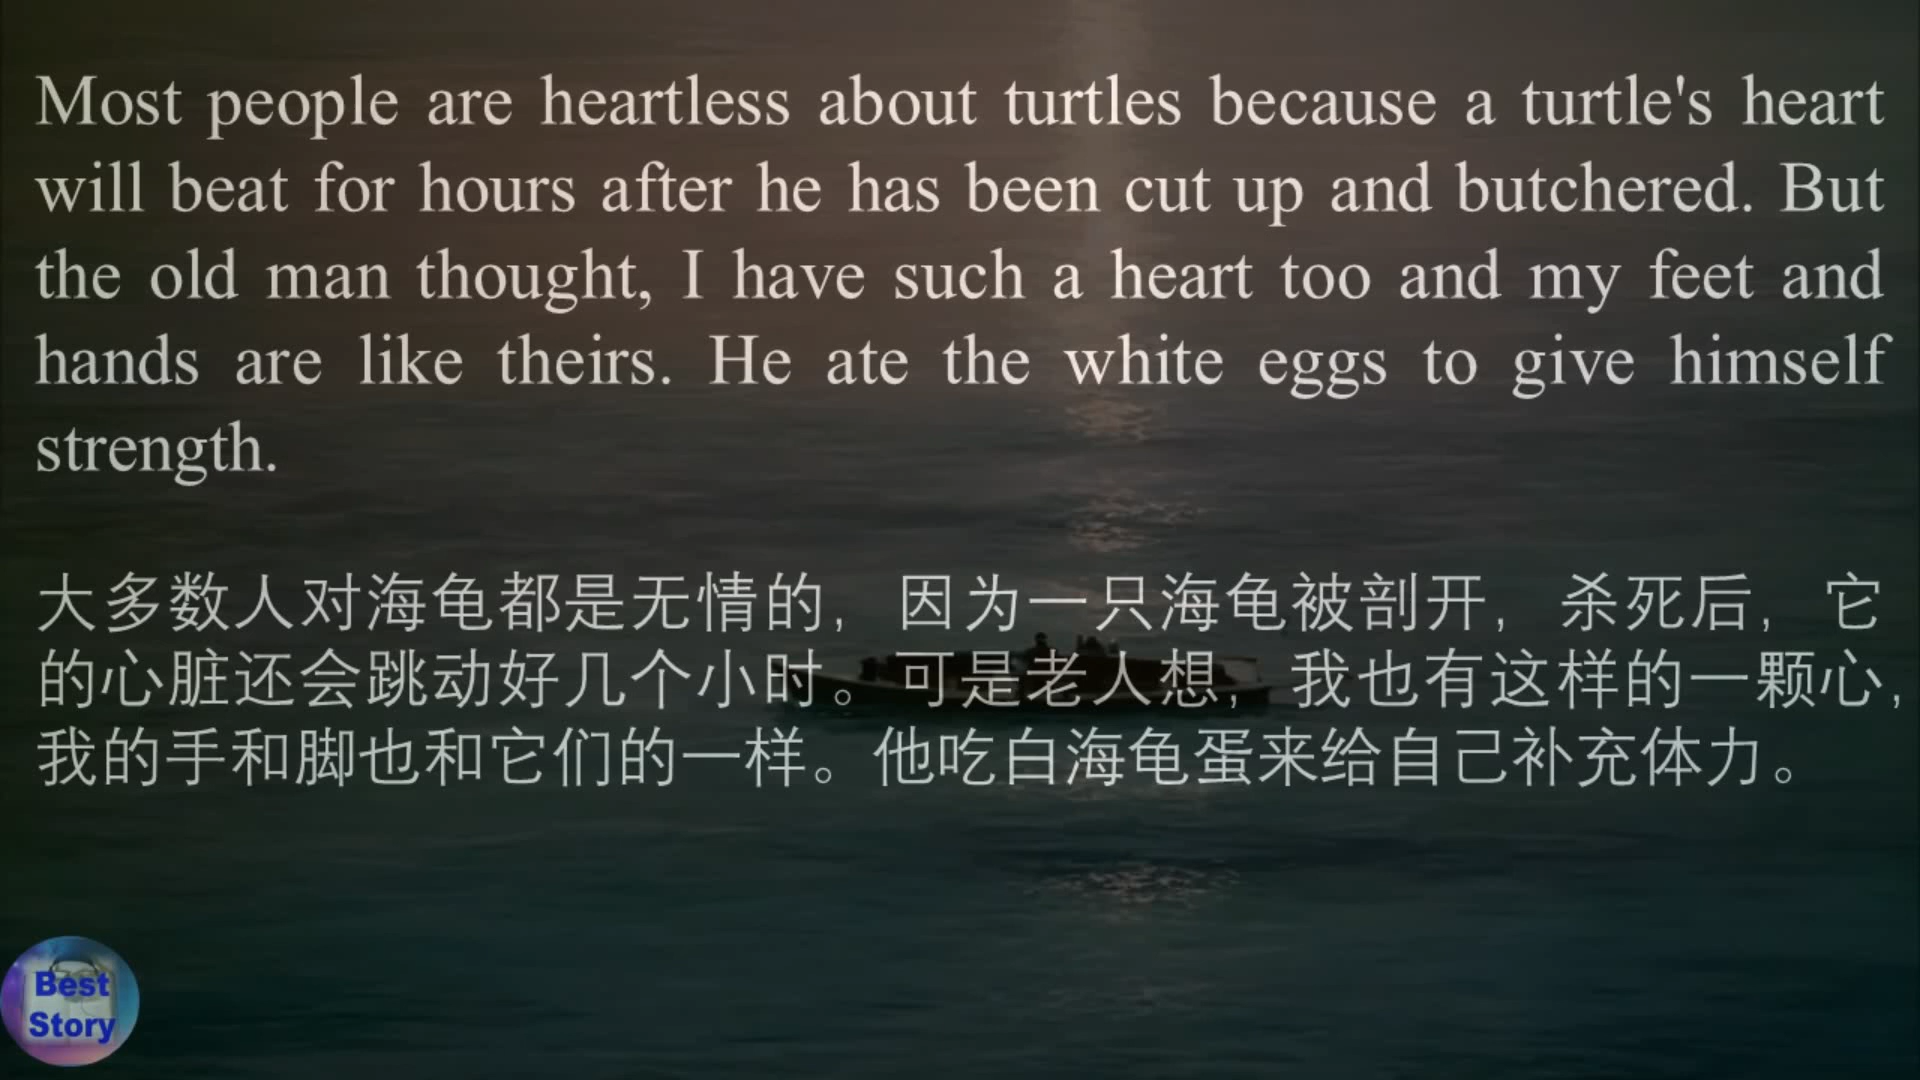 Most people are heartless about turtles because a turtle's heart
will beat for hours after he has been cut up and butchered. But
the old man thought, I have such a heart too and my feet and
hands are like theirs. He ate the white eggs to give himself
strength.
大多数人对海龟都是无情的，因为一只海龟被剖开，杀死后，它
的心脏还会跳动好几个小时。可是老人想，我也有这样的一颗心，
我的手和脚也和它们的一样。他吃白海龟蛋来给自己补充体力。
Best
Story